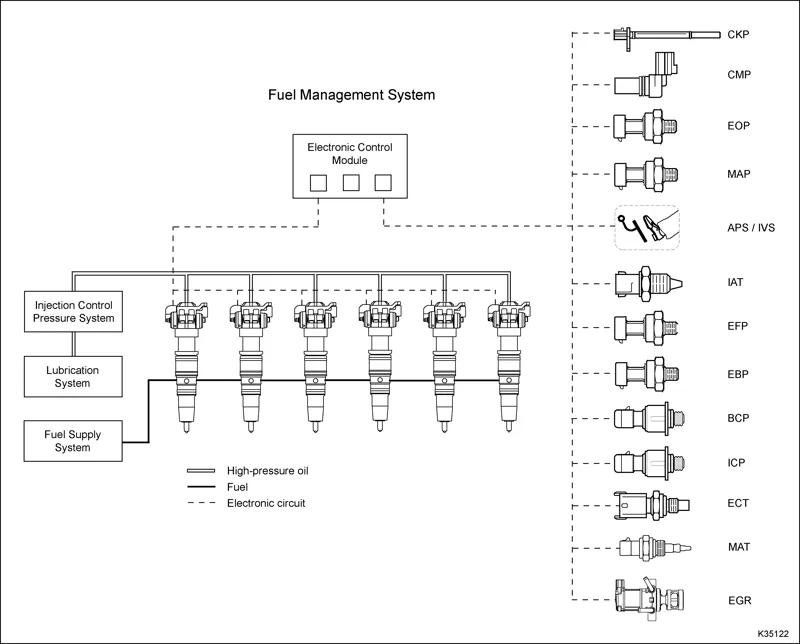 Fuel Management System
Electronic Control
Module
Injection Control
Pressure System
Lubrication
System
Fuel Supply
System
High-pressure oil
Fuel
Electronic circuit
CKP
CMP
EOP
MAP
APS / IVS
IAT
EFP
EBP
BCP
ICP
ECT
MAT
EGR
K35122